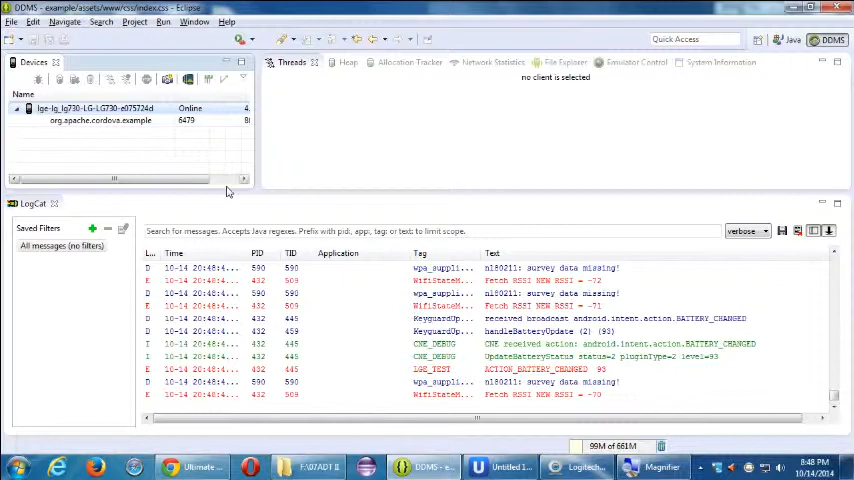 DDMS - example/assets/www/css/index.css - Eclipse
File Edit Navigate Search Project Run Window Help
Quick Access Java DDMS
Devices
Name
lge-lg_lg730-LG-LG730-e075724d Online 4.
org.apache.cordova.example 6479
Threads Heap Allocation Tracker Network Statistics File Explorer Emulator Control System Information
no client is selected
LogCat
Saved Filters
All messages (no filters)
Search for messages. Accepts Java regexes. Prefix with pid:, app:, tag: or text: to limit scope.
verbose
L... Time PID TID Application Tag Text
D 10-14 20:48:4... 590 590 wpa_suppli... nl80211: survey data missing!
E 10-14 20:48:4... 432 509 WifiStateM... Fetch RSSI NEW RSSI = -72
D 10-14 20:48:4... 590 590 wpa_suppli... nl80211: survey data missing!
E 10-14 20:48:4... 432 509 WifiStateM... Fetch RSSI NEW RSSI = -71
D 10-14 20:48:4... 432 445 KeyguardUp... received broadcast android.intent.action.BATTERY_CHANGED
D 10-14 20:48:4... 432 459 KeyguardUp... handleBatteryUpdate (2) (93)
I 10-14 20:48:4... 432 445 CNE_DEBUG CNE received action: android.intent.action.BATTERY_CHANGED
I 10-14 20:48:4... 432 445 CNE_DEBUG UpdateBatteryStatus status=2 pluginType=2 level=93
E 10-14 20:48:4... 432 445 LGE_TEST ACTION_BATTERY_CHANGED 93
D 10-14 20:48:4... 590 590 wpa_suppli... nl80211: survey data missing!
E 10-14 20:48:4... 432 509 WifiStateM... Fetch RSSI NEW RSSI = -70
99M of 661M
Ultimate ... F:\07ADT II DDMS - e... Untitled 1... Logitech... Magnifier
8:48 PM
10/14/2014